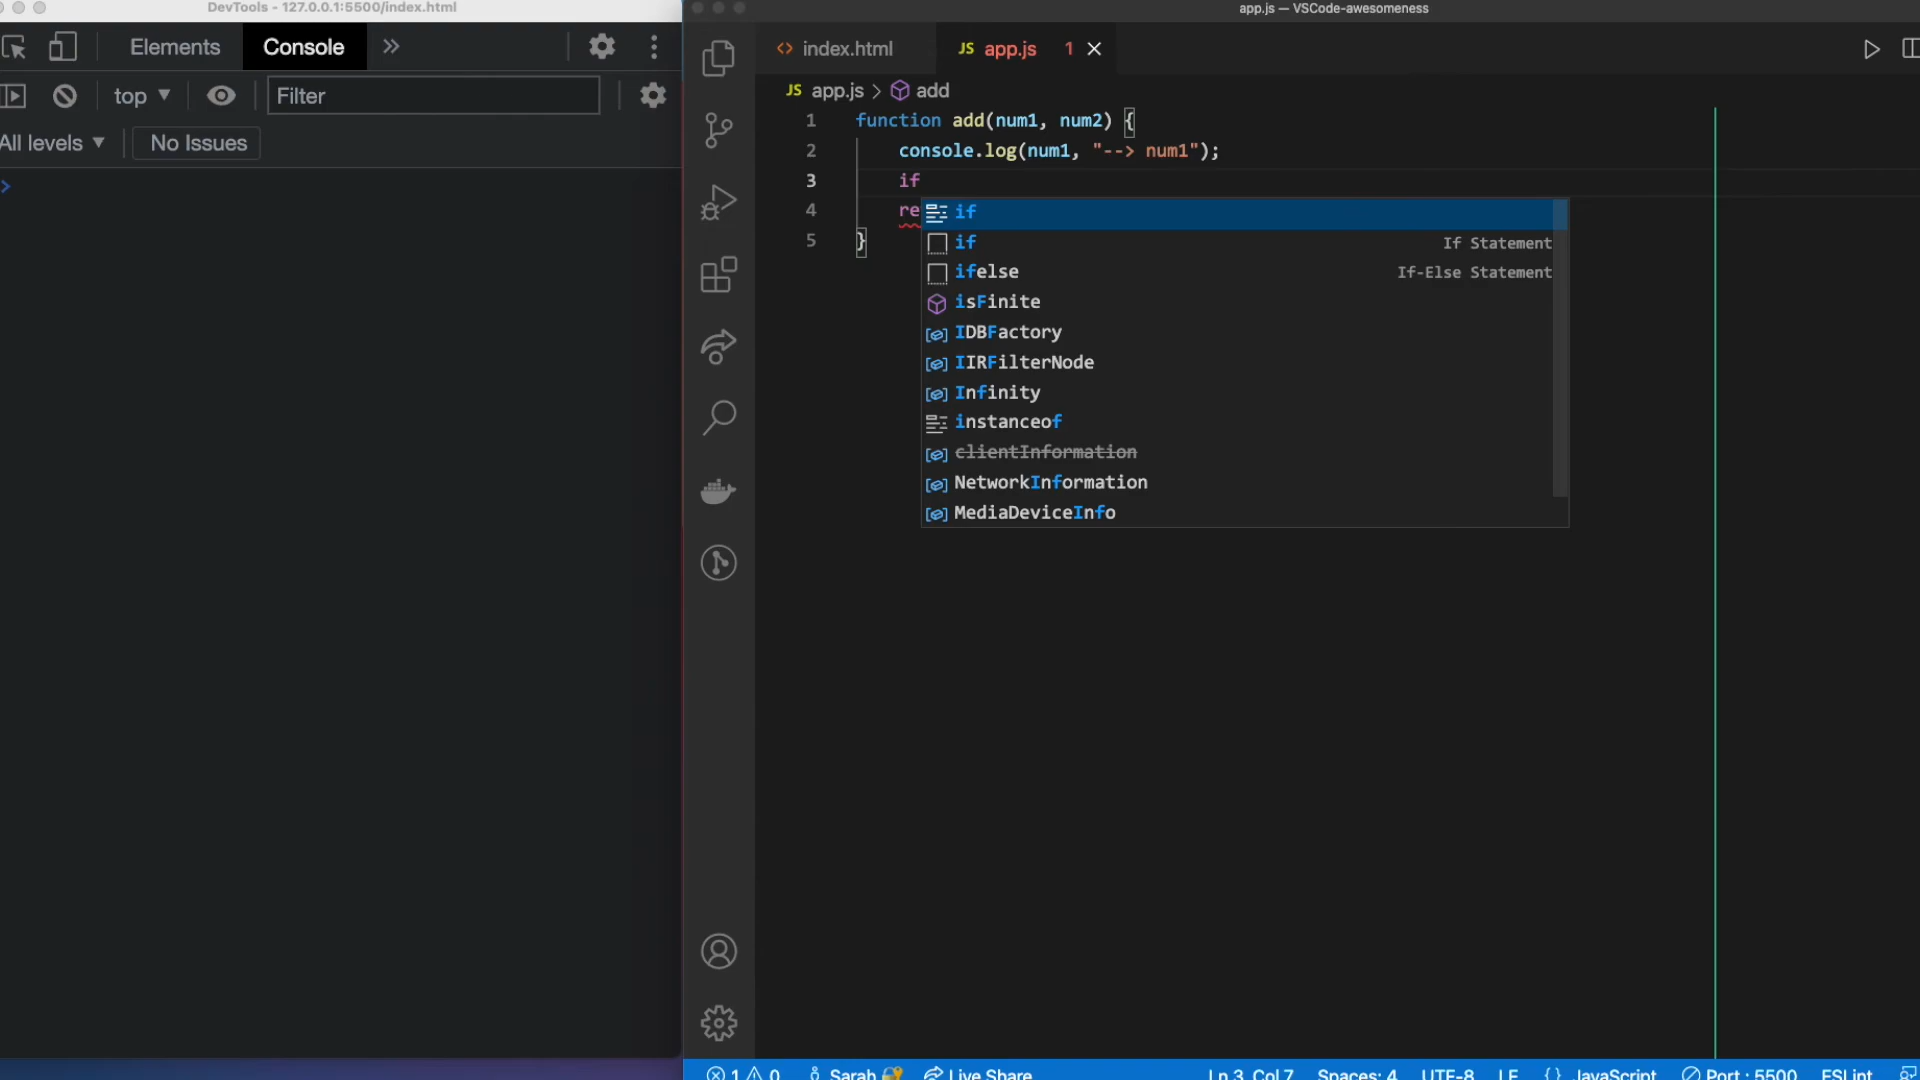 DevTools - 127.0.0.1:5500/index.html
Elements Console »
top ▼ Filter
All levels ▼ No Issues
>
app.js — VSCode-awesomeness
<> index.html JS app.js 1 ×
JS app.js > add
1 function add(num1, num2) {
2 console.log(num1, "--> num1");
3 if
4 re
5 }
if
if If Statement
ifelse If-Else Statement
isFinite
IDBFactory
IIRFilterNode
Infinity
instanceof
clientInformation
NetworkInformation
MediaDeviceInfo
1 0 Sarah 🔐 Live Share Ln 3, Col 7 Spaces: 4 UTF-8 LF {} JavaScript Port : 5500 ESLint